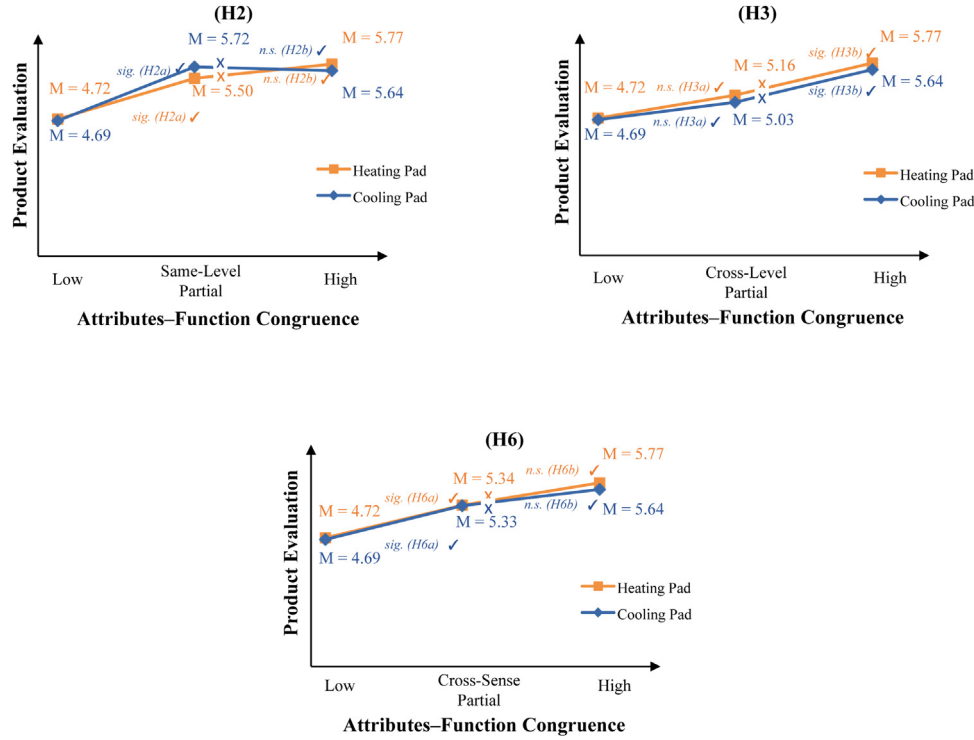 (H2)
M = 5.72
n.s. (H2b) ✓
M = 5.77
sig. (H2a) ✓
X
M = 4.72
X
n.s. (H2b) ✓
M = 5.50
M = 5.64
sig. (H2a) ✓
M = 4.69
Product Evaluation
Heating Pad
Cooling Pad
Low
Same-Level
Partial
High
Attributes–Function Congruence
(H3)
M = 5.77
sig. (H3b) ✓
M = 5.16
M = 4.72
n.s. (H3a) ✓
X
X
sig. (H3b) ✓
M = 5.64
n.s. (H3a) ✓
M = 5.03
M = 4.69
Product Evaluation
Heating Pad
Cooling Pad
Low
Cross-Level
Partial
High
Attributes–Function Congruence
(H6)
M = 5.77
n.s. (H6b) ✓
M = 5.34
sig. (H6a) ✓
X
M = 4.72
X
n.s. (H6b) ✓
M = 5.64
M = 5.33
sig. (H6a) ✓
M = 4.69
Product Evaluation
Heating Pad
Cooling Pad
Low
Cross-Sense
Partial
High
Attributes–Function Congruence